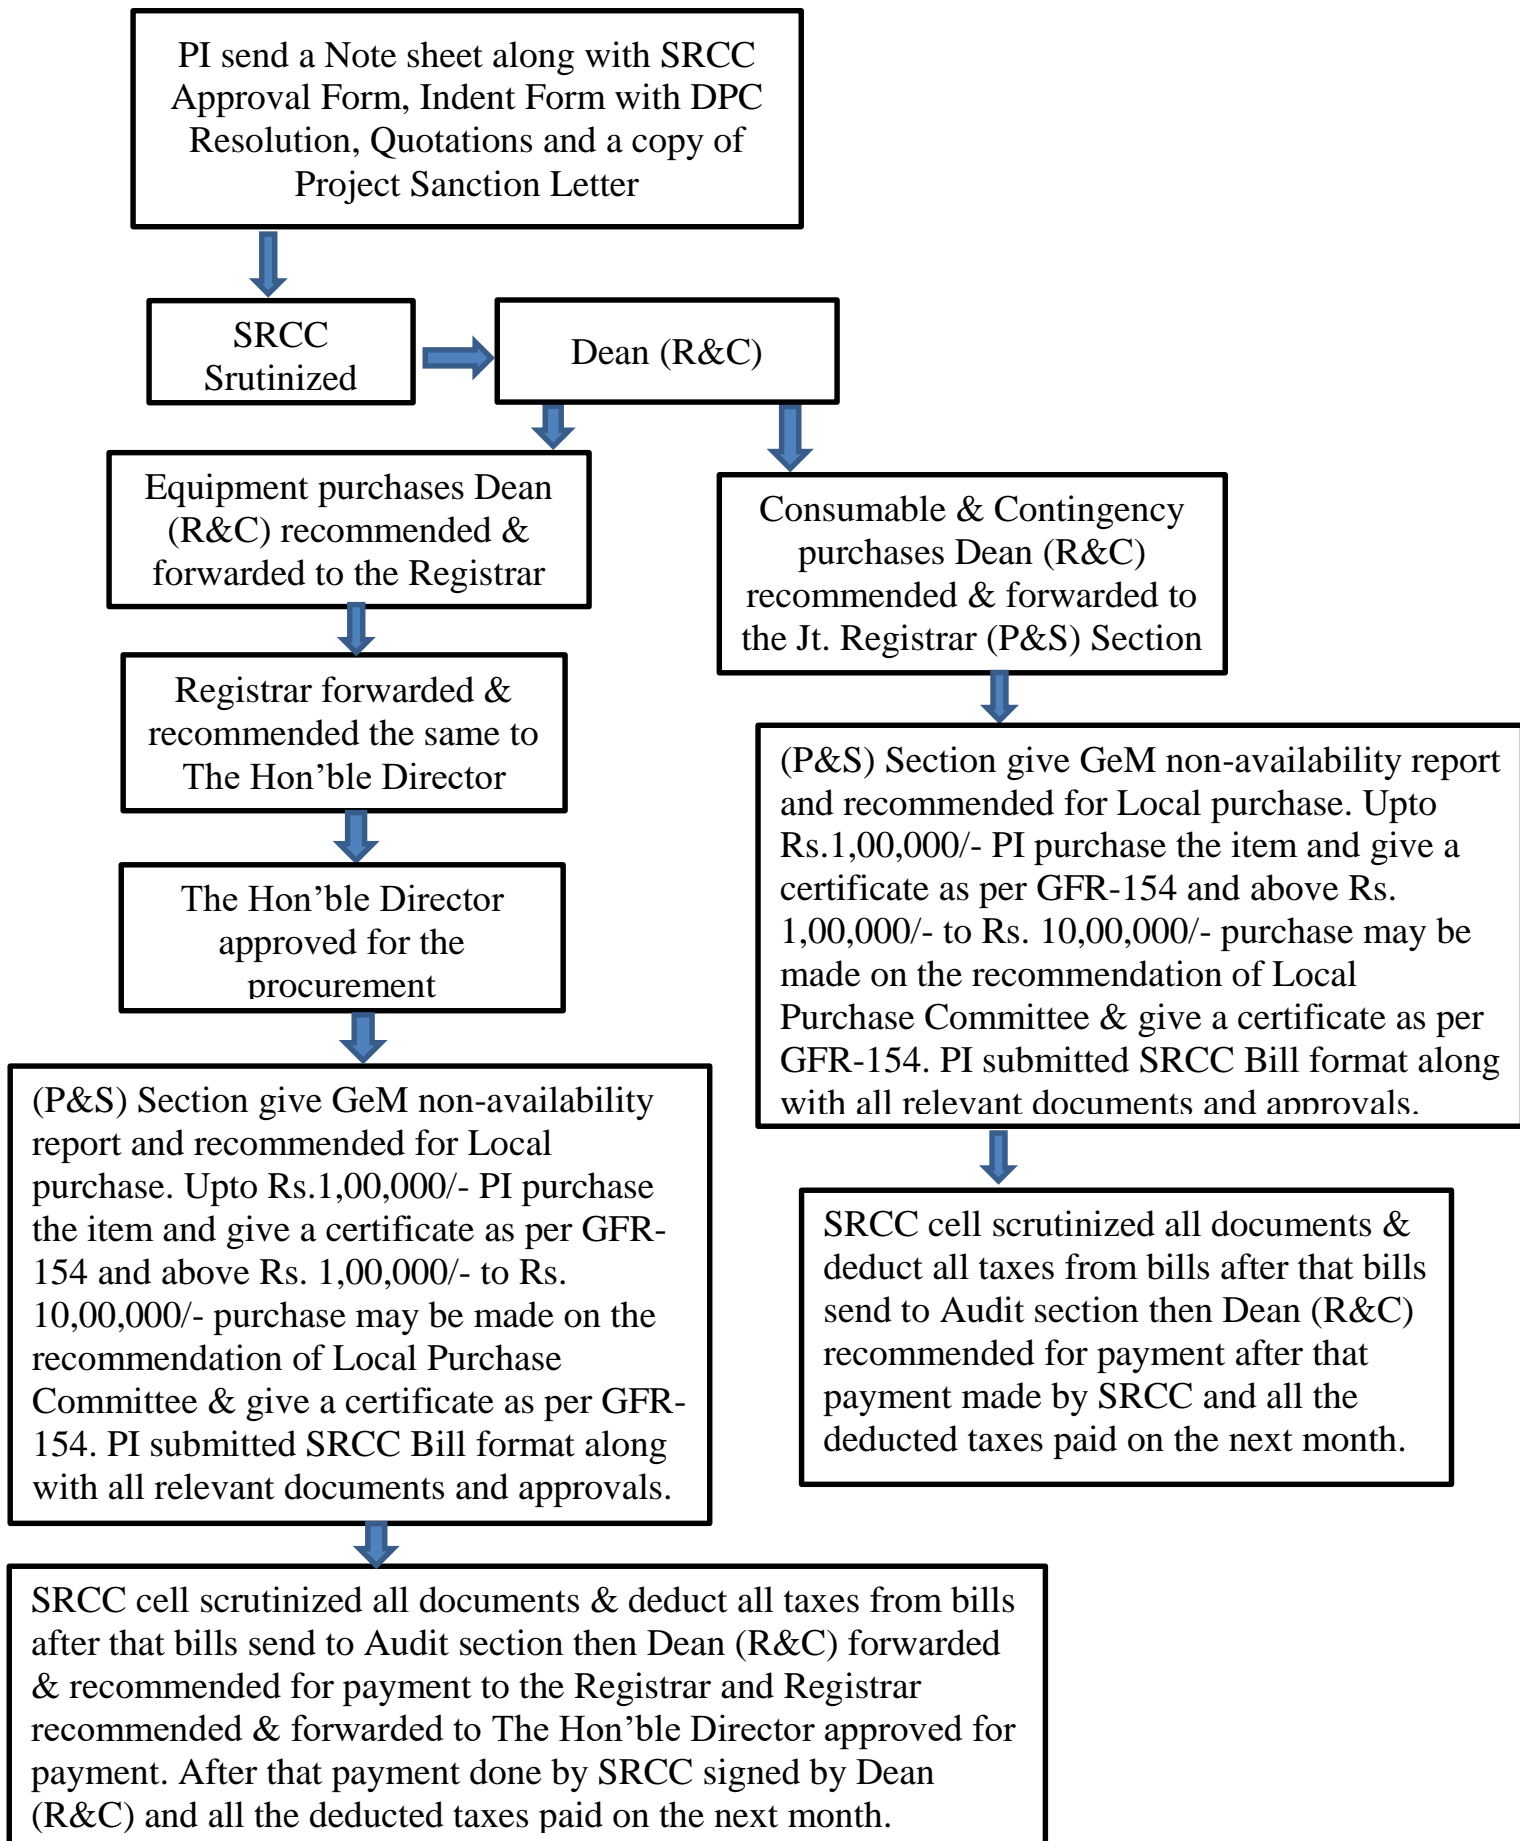 PI send a Note sheet along with SRCC
Approval Form, Indent Form with DPC
Resolution, Quotations and a copy of
Project Sanction Letter
SRCC
Srutinized
Dean (R&C)
Equipment purchases Dean
(R&C) recommended &
forwarded to the Registrar
Consumable & Contingency
purchases Dean (R&C)
recommended & forwarded to
the Jt. Registrar (P&S) Section
Registrar forwarded &
recommended the same to
The Hon’ble Director
(P&S) Section give GeM non-availability report
and recommended for Local purchase. Upto
Rs.1,00,000/- PI purchase the item and give a
certificate as per GFR-154 and above Rs.
1,00,000/- to Rs. 10,00,000/- purchase may be
made on the recommendation of Local
Purchase Committee & give a certificate as per
GFR-154. PI submitted SRCC Bill format along
with all relevant documents and approvals.
The Hon’ble Director
approved for the
procurement
(P&S) Section give GeM non-availability
report and recommended for Local
purchase. Upto Rs.1,00,000/- PI purchase
the item and give a certificate as per GFR-
154 and above Rs. 1,00,000/- to Rs.
10,00,000/- purchase may be made on the
recommendation of Local Purchase
Committee & give a certificate as per GFR-
154. PI submitted SRCC Bill format along
with all relevant documents and approvals.
SRCC cell scrutinized all documents &
deduct all taxes from bills after that bills
send to Audit section then Dean (R&C)
recommended for payment after that
payment made by SRCC and all the
deducted taxes paid on the next month.
SRCC cell scrutinized all documents & deduct all taxes from bills
after that bills send to Audit section then Dean (R&C) forwarded
& recommended for payment to the Registrar and Registrar
recommended & forwarded to The Hon’ble Director approved for
payment. After that payment done by SRCC signed by Dean
(R&C) and all the deducted taxes paid on the next month.